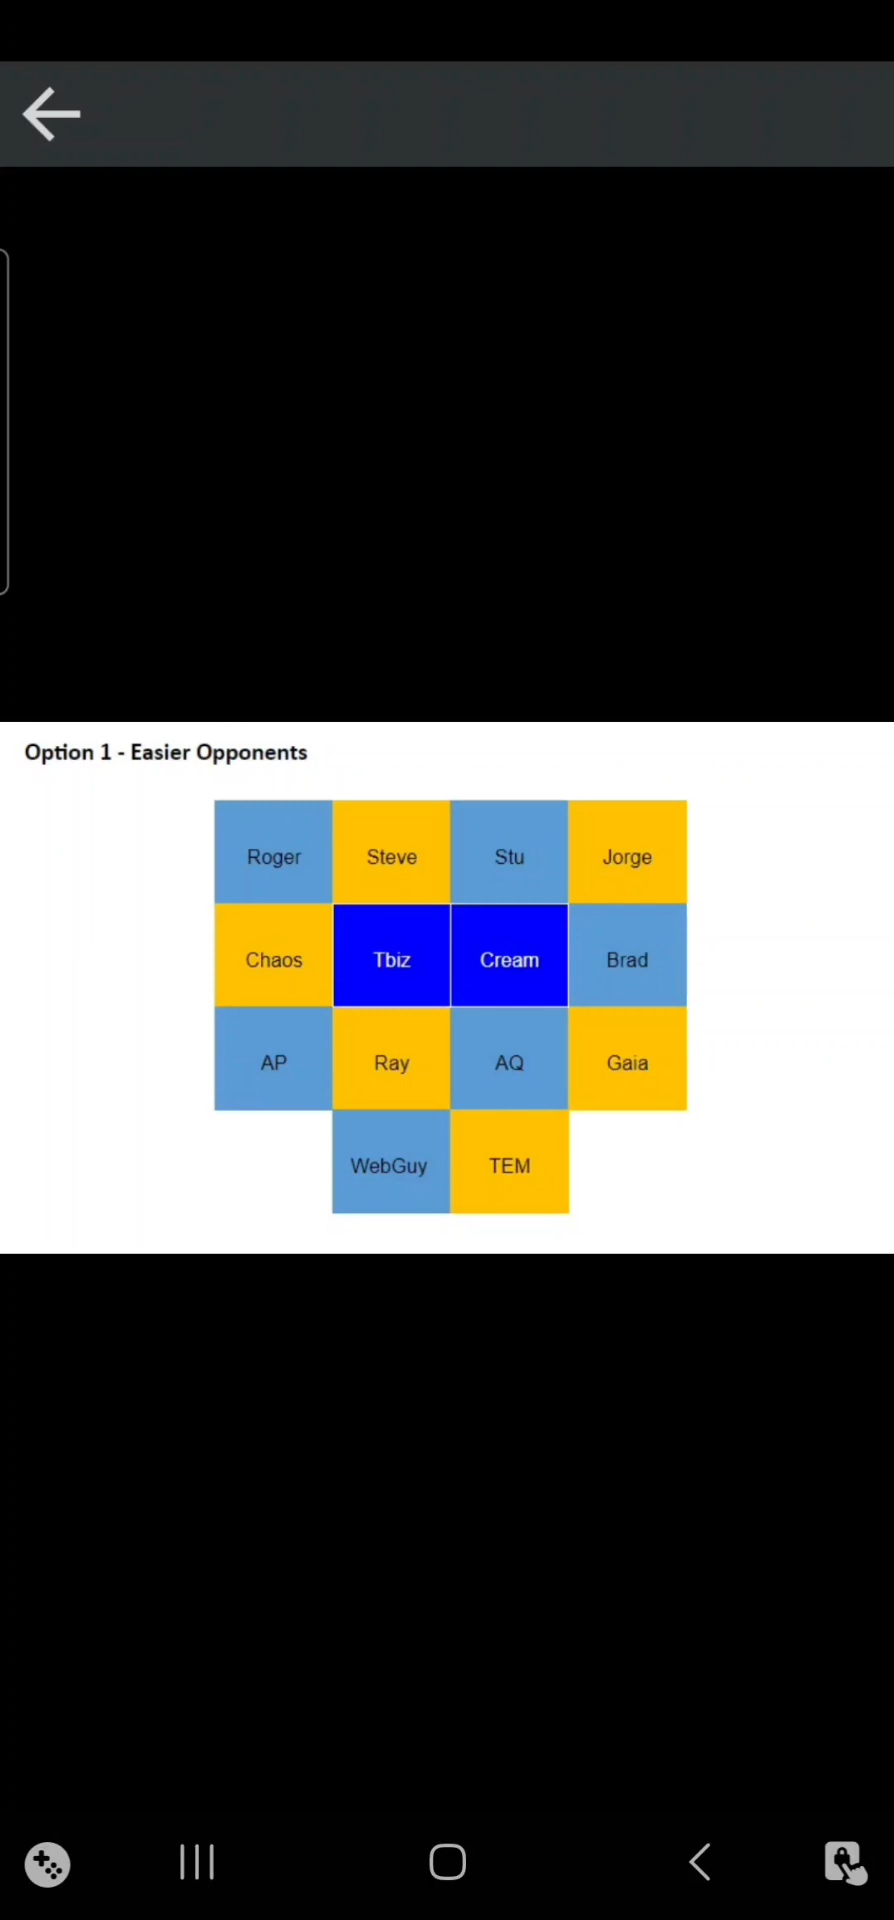 Option 1 - Easier Opponents
Roger Steve Stu Jorge
Chaos Tbiz Cream Brad
AP Ray AQ Gaia
WebGuy TEM